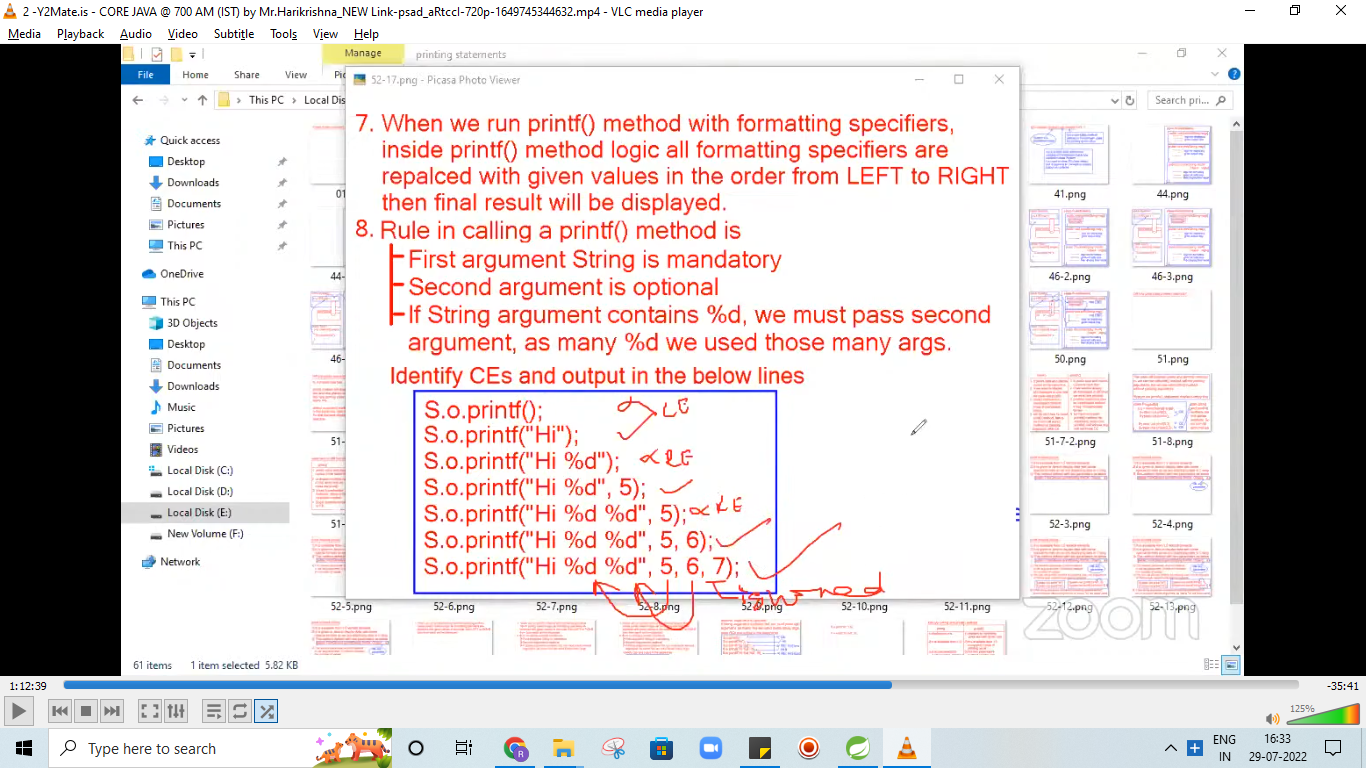 2 -Y2Mate.is - CORE JAVA @ 700 AM (IST) by Mr.Harikrishna_NEW Link-psad_aRtccI-720p-1649745344632.mp4 - VLC media player
Media Playback Audio Video Subtitle Tools View Help
Manage printing statements
File Home Share View
52-17.png - Picasa Photo Viewer
This PC Local Dis
Search pri...
7. When we run printf() method with formatting specifiers,
inside printf() method logic all formatting specifiers are
repalced with given values in the order from LEFT to RIGHT
then final result will be displayed.
8. Rule in calling a printf() method is
First argument String is mandatory
Second argument is optional
If String argument contains %d, we must pass second
argument, as many %d we used those many args.
Identify CEs and output in the below lines
S.o.printf(); CE
S.o.printf("Hi");
S.o.printf("Hi %d"); RE
S.o.printf("Hi %d", 5);
S.o.printf("Hi %d %d", 5); RE
S.o.printf("Hi %d %d", 5, 6);
S.o.printf("Hi %d %d", 5, 6, 7);
Ignored
Quick access
Desktop
Downloads
Documents
Pictures
This PC
OneDrive
This PC
3D Objects
Desktop
Documents
Downloads
Music
Pictures
Videos
Local Disk (C:)
Local Disk (D:)
Local Disk (E:)
New Volume (F:)
Network
01
44-
46-
51-
51-
41.png 44.png
46-2.png 46-3.png
50.png 51.png
51-7-2.png 51-8.png
52-3.png 52-4.png
52-5.png 52-6.png 52-7.png 52-8.png 52-9.png 52-10.png 52-11.png 52-12.png 52-13.png
zoom
61 items 1 item selected 5.82 KB
1:12:39 -35:41
125%
Type here to search
ENG
IN
16:33
29-07-2022